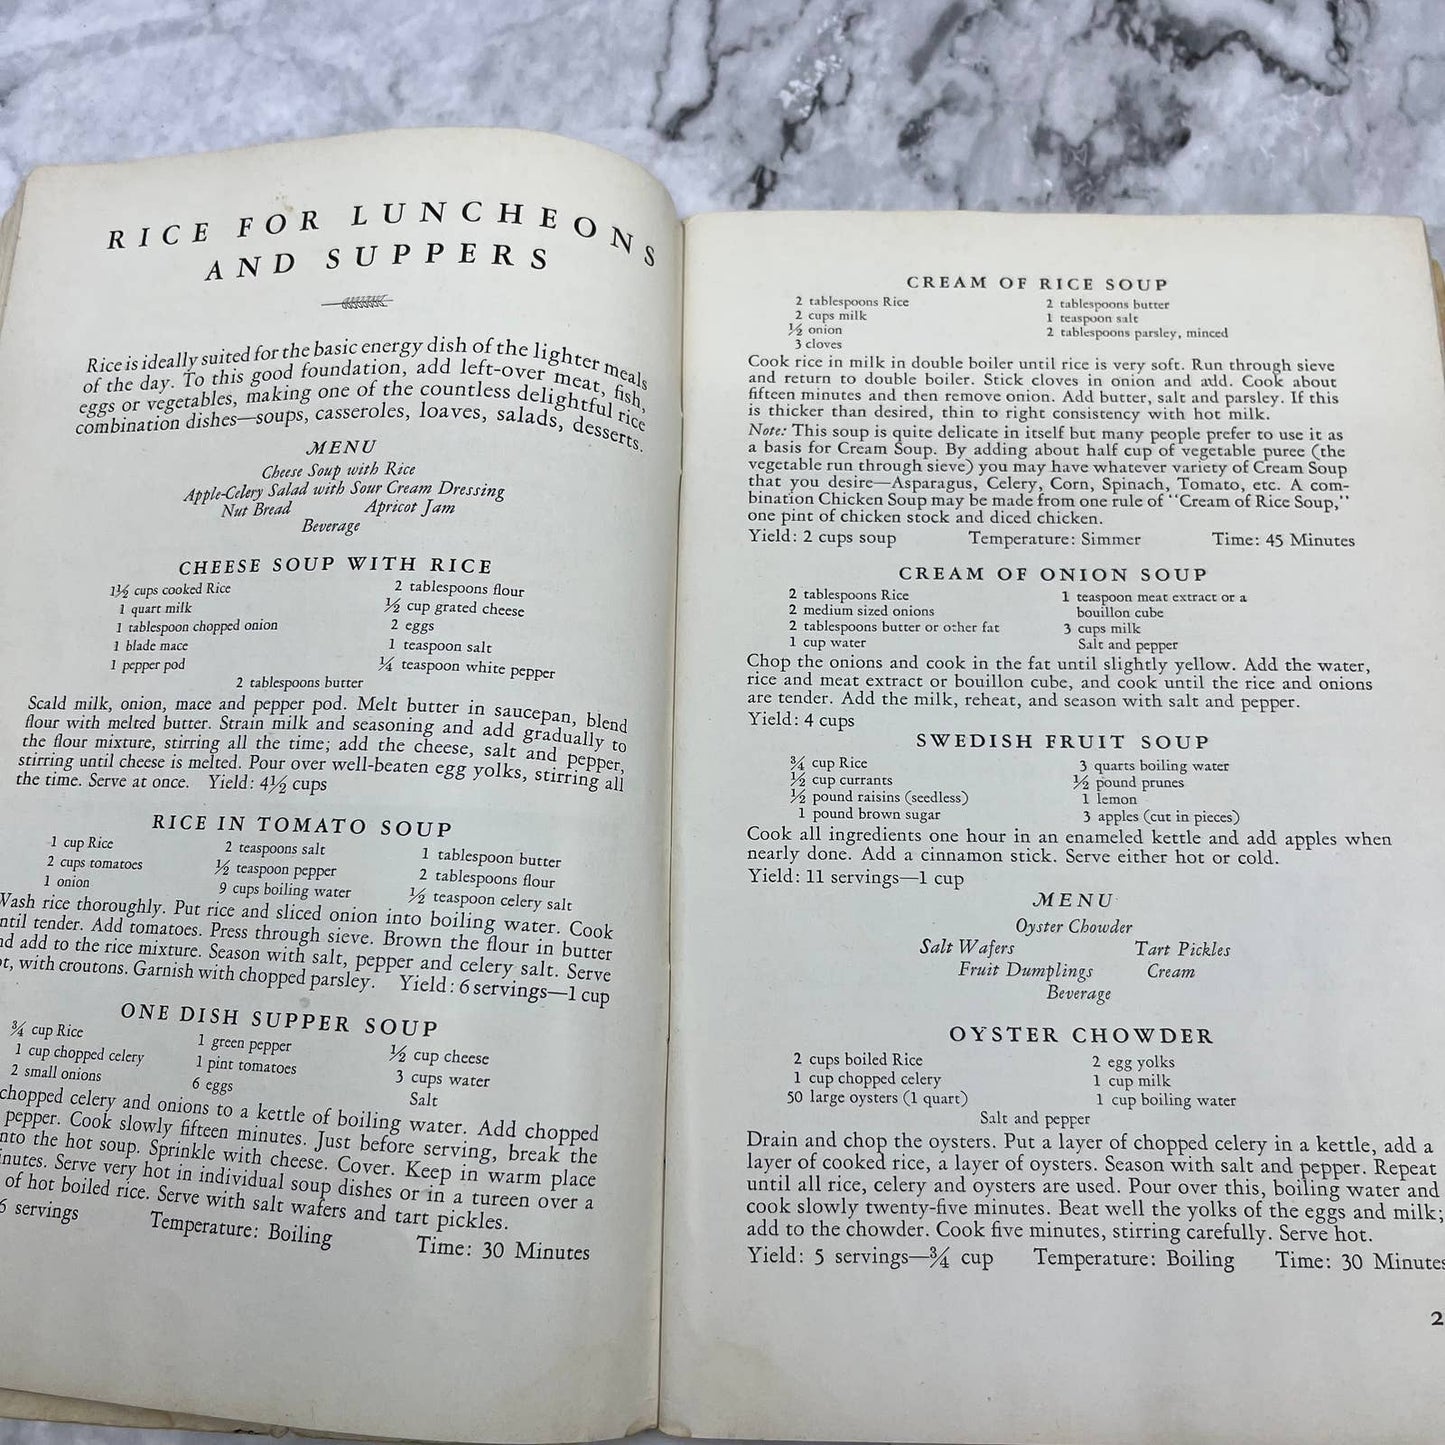 RICE FOR LUNCHEONS
AND SUPPERS
Rice is ideally suited for the basic energy dish of the lighter meals
of the day. To this good foundation, add left-over meat, fish,
eggs or vegetables, making one of the countless delightful rice
combination dishes—soups, casseroles, loaves, salads, desserts.
MENU
Cheese Soup with Rice
Apple-Celery Salad with Sour Cream Dressing
Nut Bread Apricot Jam
Beverage
CHEESE SOUP WITH RICE
1½ cups cooked Rice 2 tablespoons flour
1 quart milk ½ cup grated cheese
1 tablespoon chopped onion 2 eggs
1 blade mace 1 teaspoon salt
1 pepper pod ¼ teaspoon white pepper
2 tablespoons butter
Scald milk, onion, mace and pepper pod. Melt butter in saucepan, blend
flour with melted butter. Strain milk and seasoning and add gradually to
the flour mixture, stirring all the time; add the cheese, salt and pepper,
stirring until cheese is melted. Pour over well-beaten egg yolks, stirring all
the time. Serve at once. Yield: 4½ cups
RICE IN TOMATO SOUP
1 cup Rice 2 teaspoons salt 1 tablespoon butter
2 cups tomatoes ½ teaspoon pepper 2 tablespoons flour
1 onion 9 cups boiling water ½ teaspoon celery salt
Wash rice thoroughly. Put rice and sliced onion into boiling water. Cook
ntil tender. Add tomatoes. Press through sieve. Brown the flour in butter
nd add to the rice mixture. Season with salt, pepper and celery salt. Serve
ot, with croutons. Garnish with chopped parsley. Yield: 6 servings—1 cup
ONE DISH SUPPER SOUP
¾ cup Rice 1 green pepper ½ cup cheese
1 cup chopped celery 1 pint tomatoes 3 cups water
2 small onions 6 eggs Salt
chopped celery and onions to a kettle of boiling water. Add chopped
pepper. Cook slowly fifteen minutes. Just before serving, break the
nto the hot soup. Sprinkle with cheese. Cover. Keep in warm place
inutes. Serve very hot in individual soup dishes or in a tureen over a
of hot boiled rice. Serve with salt wafers and tart pickles.
6 servings Temperature: Boiling Time: 30 Minutes
CREAM OF RICE SOUP
2 tablespoons Rice 2 tablespoons butter
2 cups milk 1 teaspoon salt
½ onion 2 tablespoons parsley, minced
3 cloves
Cook rice in milk in double boiler until rice is very soft. Run through sieve
and return to double boiler. Stick cloves in onion and add. Cook about
fifteen minutes and then remove onion. Add butter, salt and parsley. If this
is thicker than desired, thin to right consistency with hot milk.
Note: This soup is quite delicate in itself but many people prefer to use it as
a basis for Cream Soup. By adding about half cup of vegetable puree (the
vegetable run through sieve) you may have whatever variety of Cream Soup
that you desire—Asparagus, Celery, Corn, Spinach, Tomato, etc. A com-
bination Chicken Soup may be made from one rule of "Cream of Rice Soup,"
one pint of chicken stock and diced chicken.
Yield: 2 cups soup Temperature: Simmer Time: 45 Minutes
CREAM OF ONION SOUP
2 tablespoons Rice 1 teaspoon meat extract or a
2 medium sized onions bouillon cube
2 tablespoons butter or other fat 3 cups milk
1 cup water Salt and pepper
Chop the onions and cook in the fat until slightly yellow. Add the water,
rice and meat extract or bouillon cube, and cook until the rice and onions
are tender. Add the milk, reheat, and season with salt and pepper.
Yield: 4 cups
SWEDISH FRUIT SOUP
¾ cup Rice 3 quarts boiling water
½ cup currants ½ pound prunes
½ pound raisins (seedless) 1 lemon
1 pound brown sugar 3 apples (cut in pieces)
Cook all ingredients one hour in an enameled kettle and add apples when
nearly done. Add a cinnamon stick. Serve either hot or cold.
Yield: 11 servings—1 cup
MENU
Oyster Chowder
Salt Wafers Tart Pickles
Fruit Dumplings Cream
Beverage
OYSTER CHOWDER
2 cups boiled Rice 2 egg yolks
1 cup chopped celery 1 cup milk
50 large oysters (1 quart) 1 cup boiling water
Salt and pepper
Drain and chop the oysters. Put a layer of chopped celery in a kettle, add a
layer of cooked rice, a layer of oysters. Season with salt and pepper. Repeat
until all rice, celery and oysters are used. Pour over this, boiling water and
cook slowly twenty-five minutes. Beat well the yolks of the eggs and milk;
add to the chowder. Cook five minutes, stirring carefully. Serve hot.
Yield: 5 servings—¾ cup Temperature: Boiling Time: 30 Minutes
2